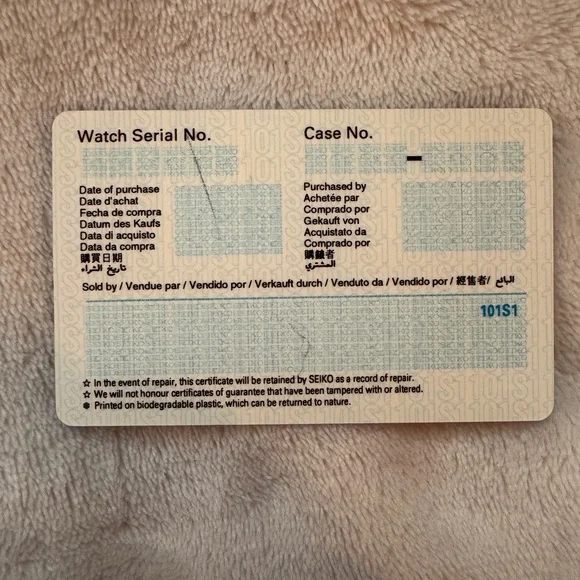 Watch Serial No.
Case No.
-
Date of purchase
Date d'achat
Fecha de compra
Datum des Kaufs
Data di acquisto
Data da compra
購買日期
تاريخ الشراء
Purchased by
Achetée par
Comprado por
Gekauft von
Acquistato da
Comprado por
購錶者
المشتري
Sold by / Vendue par / Vendido por / Verkauft durch / Venduto da / Vendido por / 經售者/ البائع
101S1
☆ In the event of repair, this certificate will be retained by SEIKO as a record of repair.
☆ We will not honour certificates of guarantee that have been tampered with or altered.
❅ Printed on biodegradable plastic, which can be returned to nature.